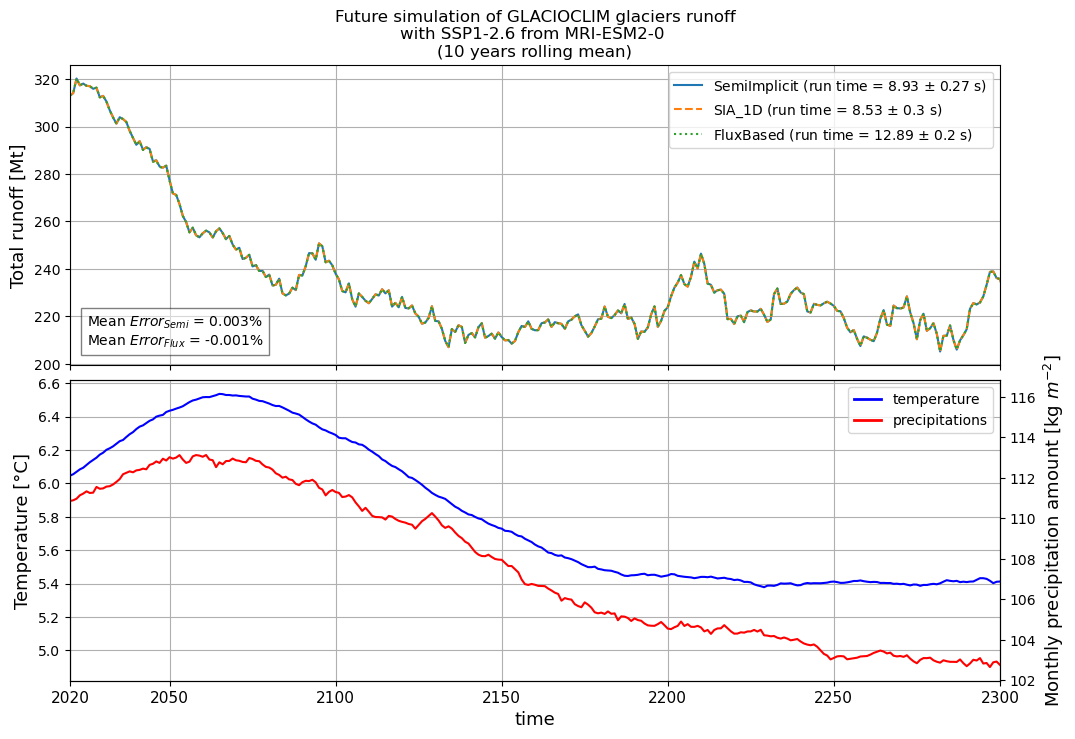 Future simulation of GLACIOCLIM glaciers runoff
with SSP1-2.6 from MRI-ESM2-0
(10 years rolling mean)
Total runoff [Mt]
320
300
280
260
240
220
200
SemiImplicit (run time = 8.93 ± 0.27 s)
SIA_1D (run time = 8.53 ± 0.3 s)
FluxBased (run time = 12.89 ± 0.2 s)
Mean Error_Semi = 0.003%
Mean Error_Flux = -0.001%
Temperature [°C]
6.6
6.4
6.2
6.0
5.8
5.6
5.4
5.2
5.0
temperature
precipitations
116
114
112
110
108
106
104
102
Monthly precipitation amount [kg m⁻²]
2020
2050
2100
2150
2200
2250
2300
time